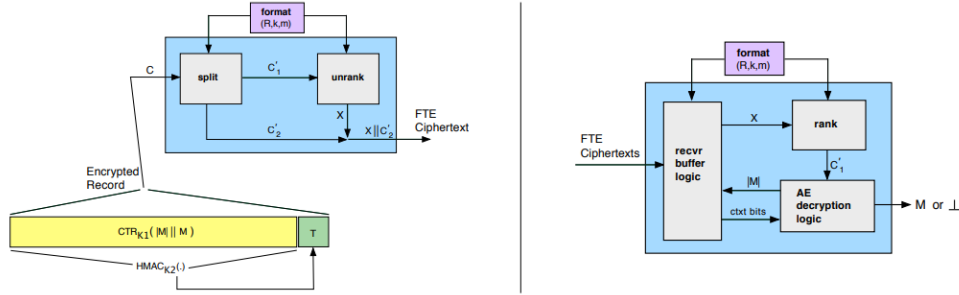 format
(R,k,m)
C
split
C′1
unrank
X
C′2
X || C′2
FTE
Ciphertext
Encrypted
Record
CTRK1( |M| || M )
T
HMACK2(.)
format
(R,k,m)
FTE
Ciphertexts
recvr
buffer
logic
X
rank
C′1
|M|
ctxt bits
AE
decryption
logic
M or ⊥